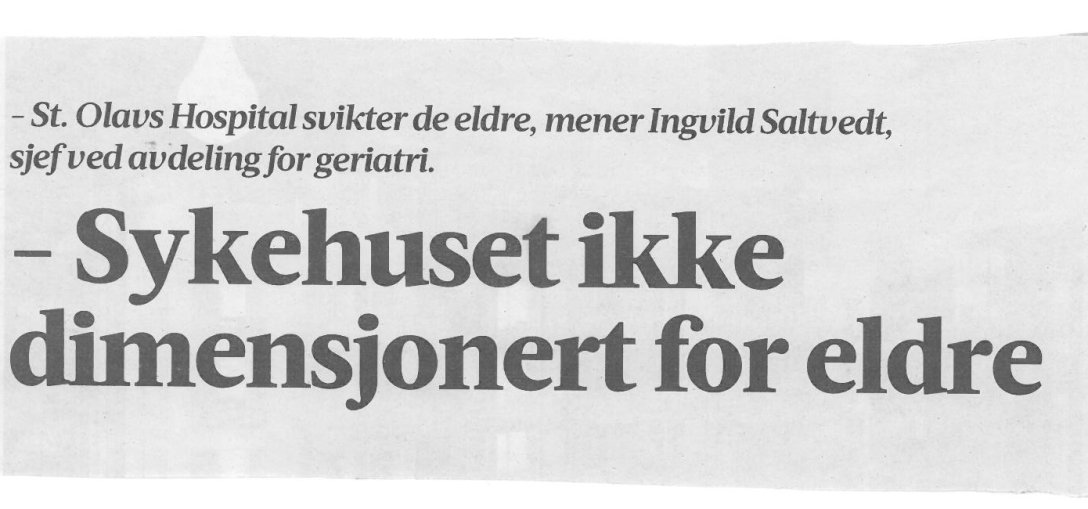 – St. Olavs Hospital svikter de eldre, mener Ingvild Saltvedt,
sjef ved avdeling for geriatri.
– Sykehuset ikke
dimensjonert for eldre